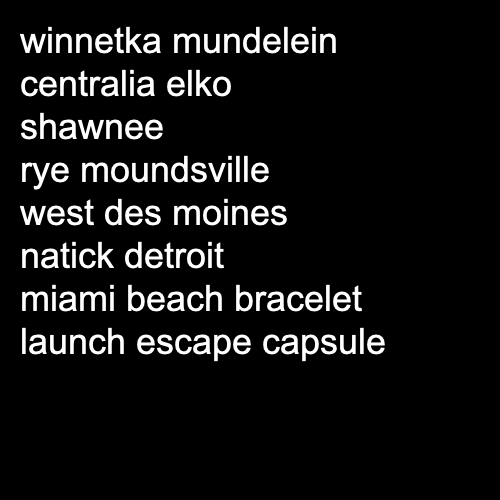 winnetka mundelein
centralia elko
shawnee
rye moundsville
west des moines
natick detroit
miami beach bracelet
launch escape capsule